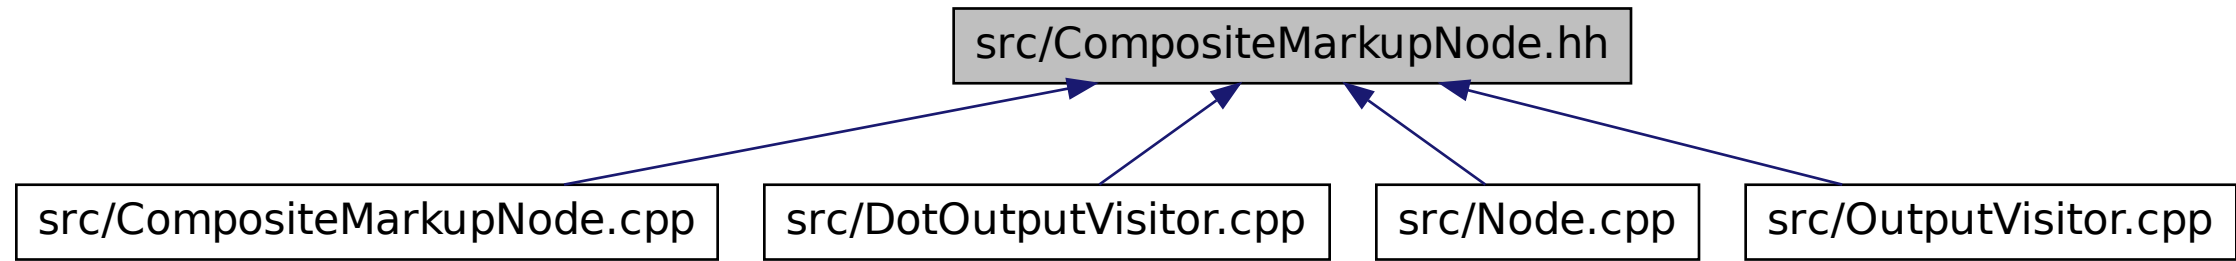 src/CompositeMarkupNode.hh
src/CompositeMarkupNode.cpp
src/DotOutputVisitor.cpp
src/Node.cpp
src/OutputVisitor.cpp